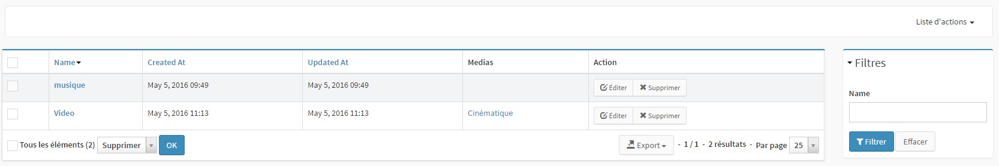 Liste d'actions
Name Created At Updated At Medias Action
musique May 5, 2016 09:49 May 5, 2016 09:49 Éditer Supprimer
Video May 5, 2016 11:13 May 5, 2016 11:13 Cinématique Éditer Supprimer
Tous les éléments (2) Supprimer OK Export - 1 / 1 - 2 résultats - Par page 25
Filtres
Name
Filtrer Effacer